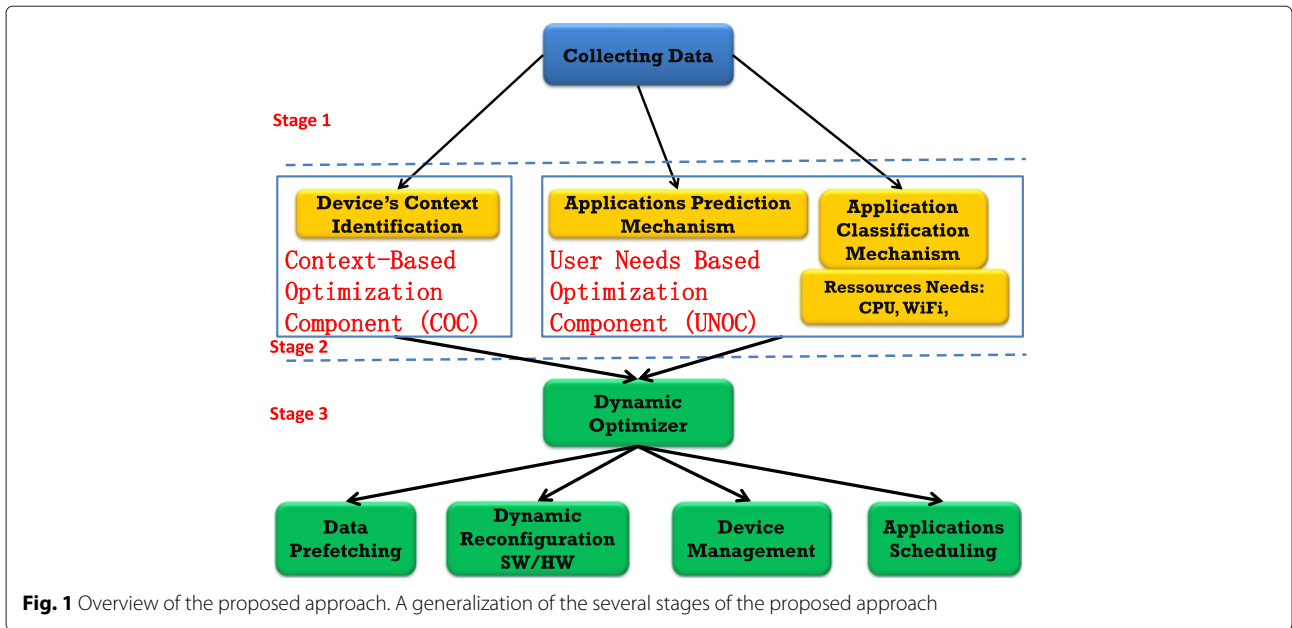 Collecting Data
Stage 1
Device's Context
Identification
Applications Prediction
Mechanism
Application
Classification
Mechanism
Context-Based
Optimization
Component (COC)
User Needs Based
Optimization
Component (UNOC)
Ressources Needs:
CPU, WiFi,
Stage 2
Stage 3
Dynamic
Optimizer
Data
Prefetching
Dynamic
Reconfiguration
SW/HW
Device
Management
Applications
Scheduling
Fig. 1 Overview of the proposed approach. A generalization of the several stages of the proposed approach